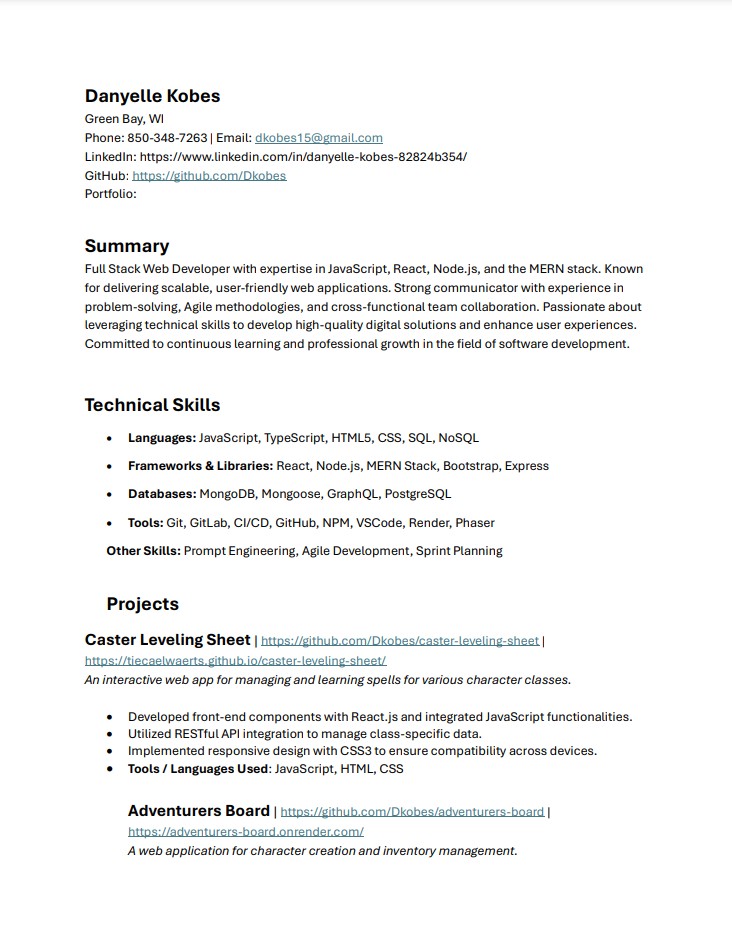 Danyelle Kobes
Green Bay, WI
Phone: 850-348-7263 | Email: dkobes15@gmail.com
LinkedIn: https://www.linkedin.com/in/danyelle-kobes-82824b354/
GitHub: https://github.com/Dkobes
Portfolio:
Summary
Full Stack Web Developer with expertise in JavaScript, React, Node.js, and the MERN stack. Known
for delivering scalable, user-friendly web applications. Strong communicator with experience in
problem-solving, Agile methodologies, and cross-functional team collaboration. Passionate about
leveraging technical skills to develop high-quality digital solutions and enhance user experiences.
Committed to continuous learning and professional growth in the field of software development.
Technical Skills
• Languages: JavaScript, TypeScript, HTML5, CSS, SQL, NoSQL
• Frameworks & Libraries: React, Node.js, MERN Stack, Bootstrap, Express
• Databases: MongoDB, Mongoose, GraphQL, PostgreSQL
• Tools: Git, GitLab, CI/CD, GitHub, NPM, VSCode, Render, Phaser
Other Skills: Prompt Engineering, Agile Development, Sprint Planning
Projects
Caster Leveling Sheet | https://github.com/Dkobes/caster-leveling-sheet |
https://tiecaelwaerts.github.io/caster-leveling-sheet/
An interactive web app for managing and learning spells for various character classes.
• Developed front-end components with React.js and integrated JavaScript functionalities.
• Utilized RESTful API integration to manage class-specific data.
• Implemented responsive design with CSS3 to ensure compatibility across devices.
• Tools / Languages Used: JavaScript, HTML, CSS
Adventurers Board | https://github.com/Dkobes/adventurers-board |
https://adventurers-board.onrender.com/
A web application for character creation and inventory management.